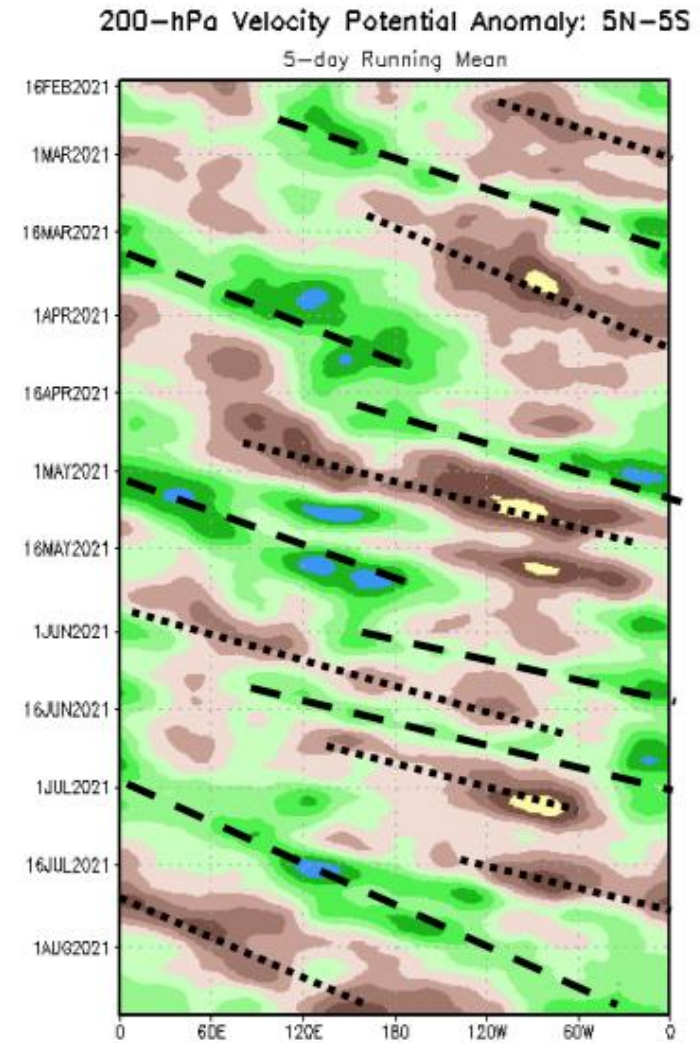 200-hPa Velocity Potential Anomaly: 5N-5S
5-day Running Mean
16FEB2021
1MAR2021
16MAR2021
1APR2021
16APR2021
1MAY2021
16MAY2021
1JUN2021
16JUN2021
1JUL2021
16JUL2021
1AUG2021
0 60E 120E 180 120W 60W 0